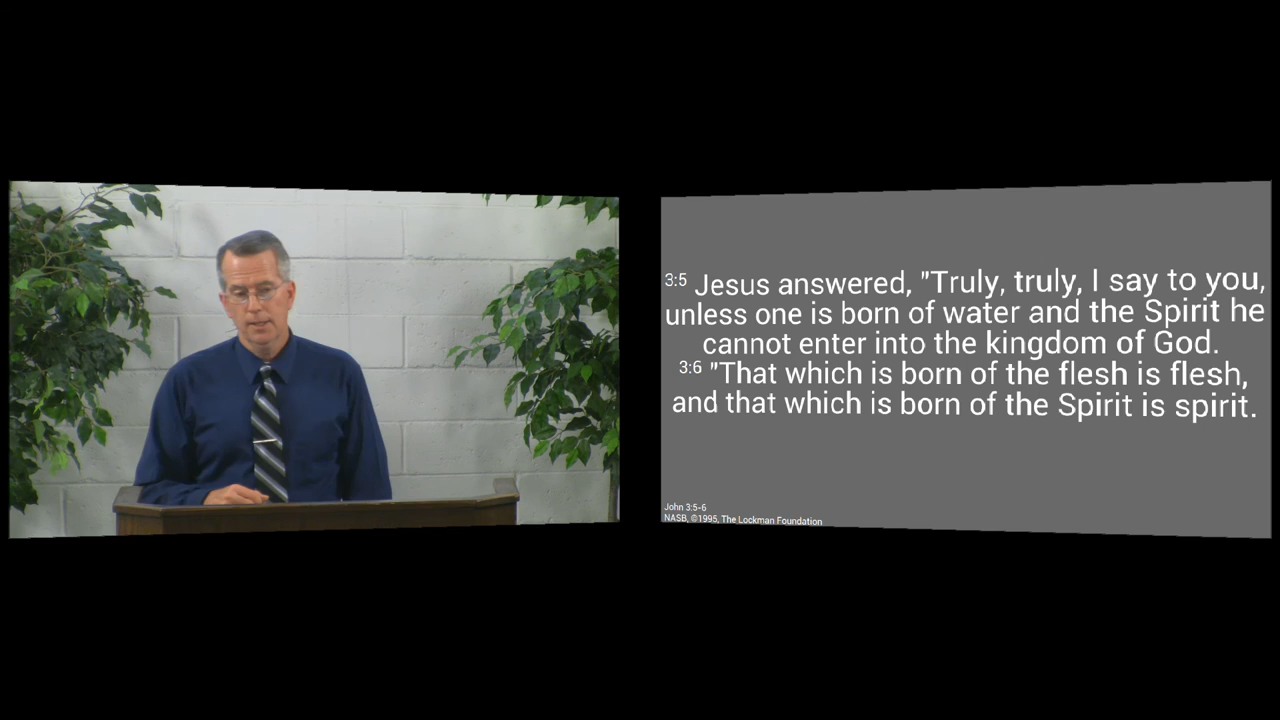 3:5 Jesus answered, "Truly, truly, I say to you,
unless one is born of water and the Spirit he
cannot enter into the kingdom of God.
3:6 "That which is born of the flesh is flesh,
and that which is born of the Spirit is spirit.
John 3:5-6
NASB, ©1995, The Lockman Foundation